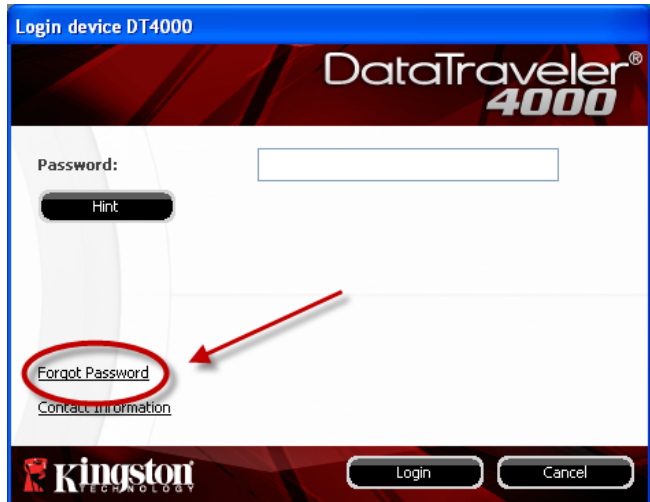 Login device DT4000
DataTraveler®
4000
Password:
Hint
Forgot Password
Contact Information
Kingston
TECHNOLOGY
Login
Cancel